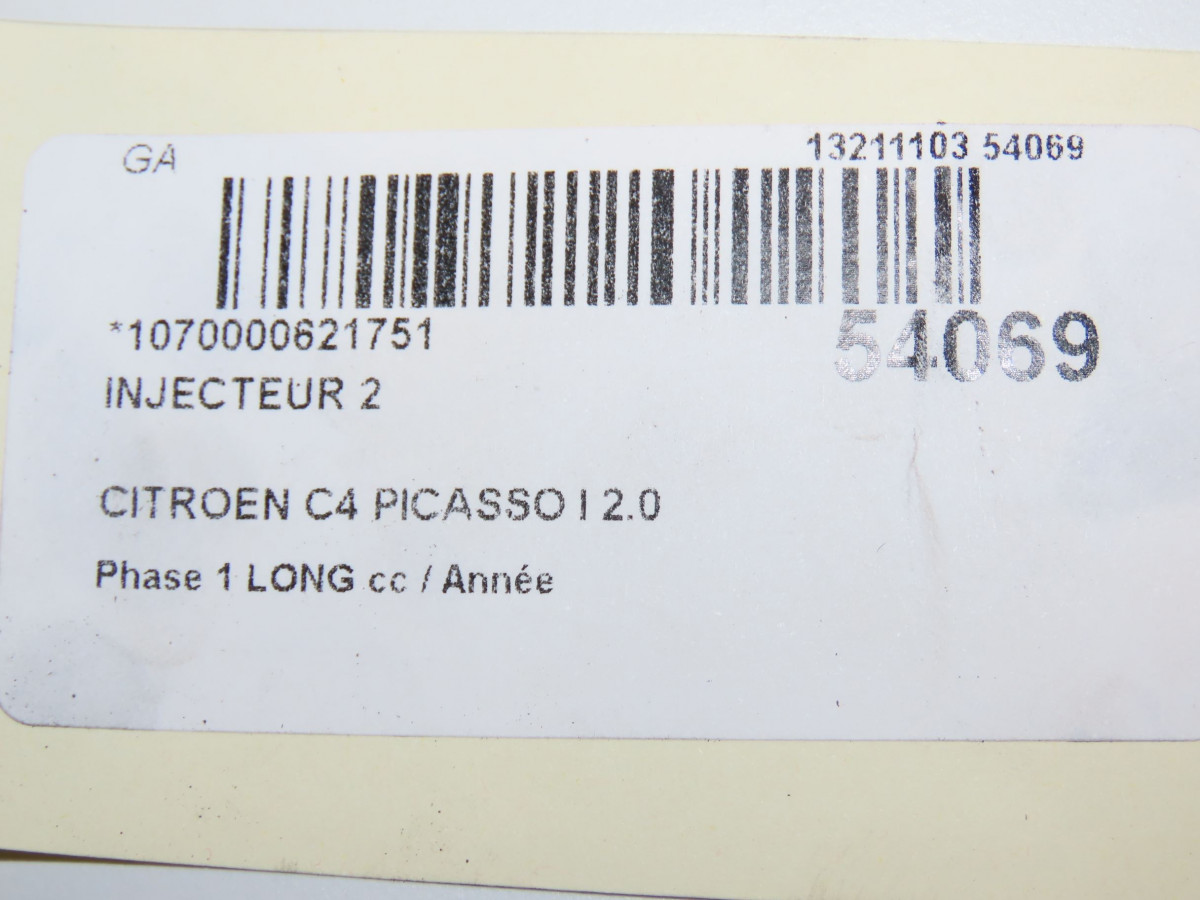 GA
13211103 54069
*1070000621751
54069
INJECTEUR 2
CITROEN C4 PICASSO I 2.0
Phase 1 LONG cc / Année